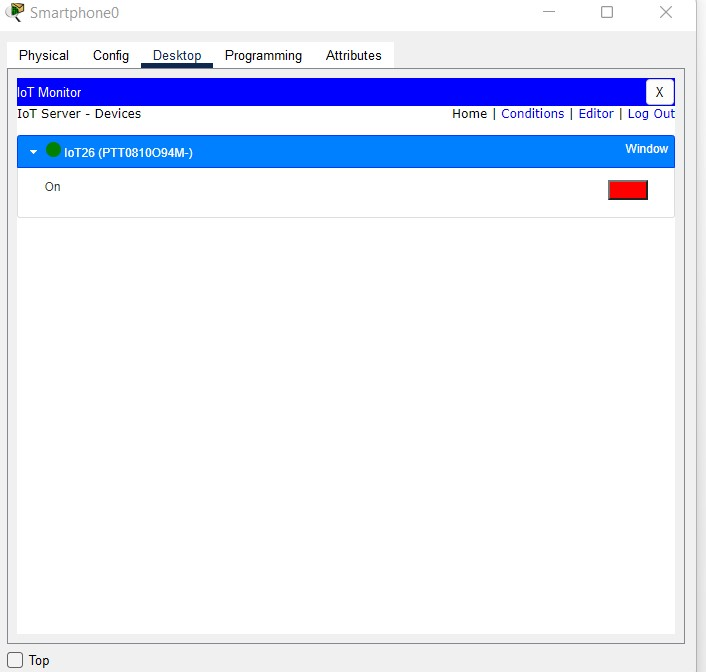 Smartphone0
Physical Config Desktop Programming Attributes
IoT Monitor X
IoT Server - Devices Home | Conditions | Editor | Log Out
IoT26 (PTT0810O94M-) Window
On
Top